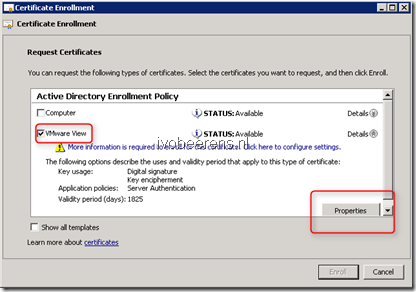 Certificate Enrollment
Certificate Enrollment
Request Certificates
You can request the following types of certificates. Select the certificates you want to request, and then click Enroll.
Active Directory Enrollment Policy
Computer STATUS: Available Details
VMware View STATUS: Available Details
ivobeerens.nl
More information is required to enroll for this certificate. Click here to configure settings.
The following options describe the uses and validity period that apply to this type of certificate:
Key usage: Digital signature
Key encipherment
Application policies: Server Authentication
Validity period (days): 1825
Properties
Show all templates
Learn more about certificates
Enroll Cancel